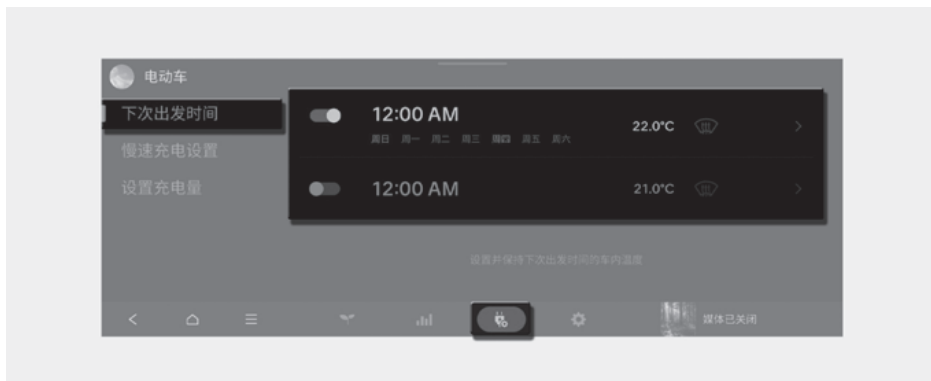 电动车
下次出发时间
慢速充电设置
设置充电量
12:00 AM
周日 周一 周二 周三 周四 周五 周六
22.0°C
12:00 AM
21.0°C
设置并保持下次出发时间的车内温度
媒体已关闭